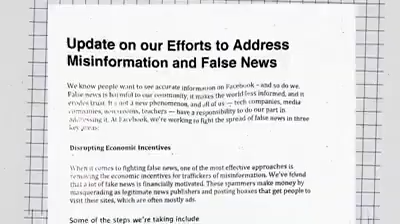 Update on our Efforts to Address
Misinformation and False News
We know people want to see accurate information on Facebook – and so do we.
False news is harmful to our community, it makes the world less informed, and it
erodes trust. It's not a new phenomenon, and all of us — tech companies, media
companies, newsrooms, teachers — have a responsibility to do our part in
addressing it. At Facebook, we're working to fight the spread of false news in three
key areas:
Disrupting Economic Incentives
When it comes to fighting false news, one of the most effective approaches is
removing the economic incentives for traffickers of misinformation. We've found
that a lot of fake news is financially motivated. These spammers make money by
masquerading as legitimate news publishers and posting hoaxes that get people to
visit their sites, which are often mostly ads.
Some of the steps we're taking include